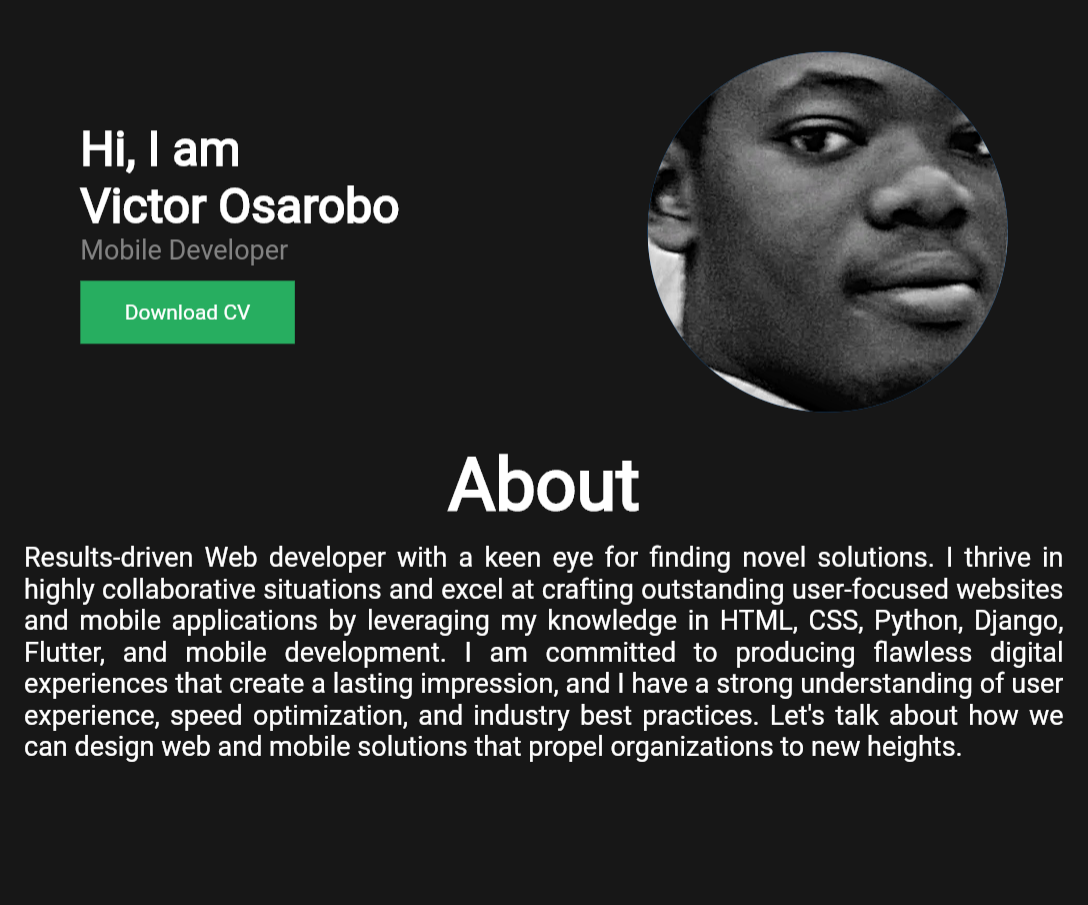 Hi, I am
Victor Osarobo
Mobile Developer
Download CV
About
Results-driven Web developer with a keen eye for finding novel solutions. I thrive in
highly collaborative situations and excel at crafting outstanding user-focused websites
and mobile applications by leveraging my knowledge in HTML, CSS, Python, Django,
Flutter, and mobile development. I am committed to producing flawless digital
experiences that create a lasting impression, and I have a strong understanding of user
experience, speed optimization, and industry best practices. Let's talk about how we
can design web and mobile solutions that propel organizations to new heights.